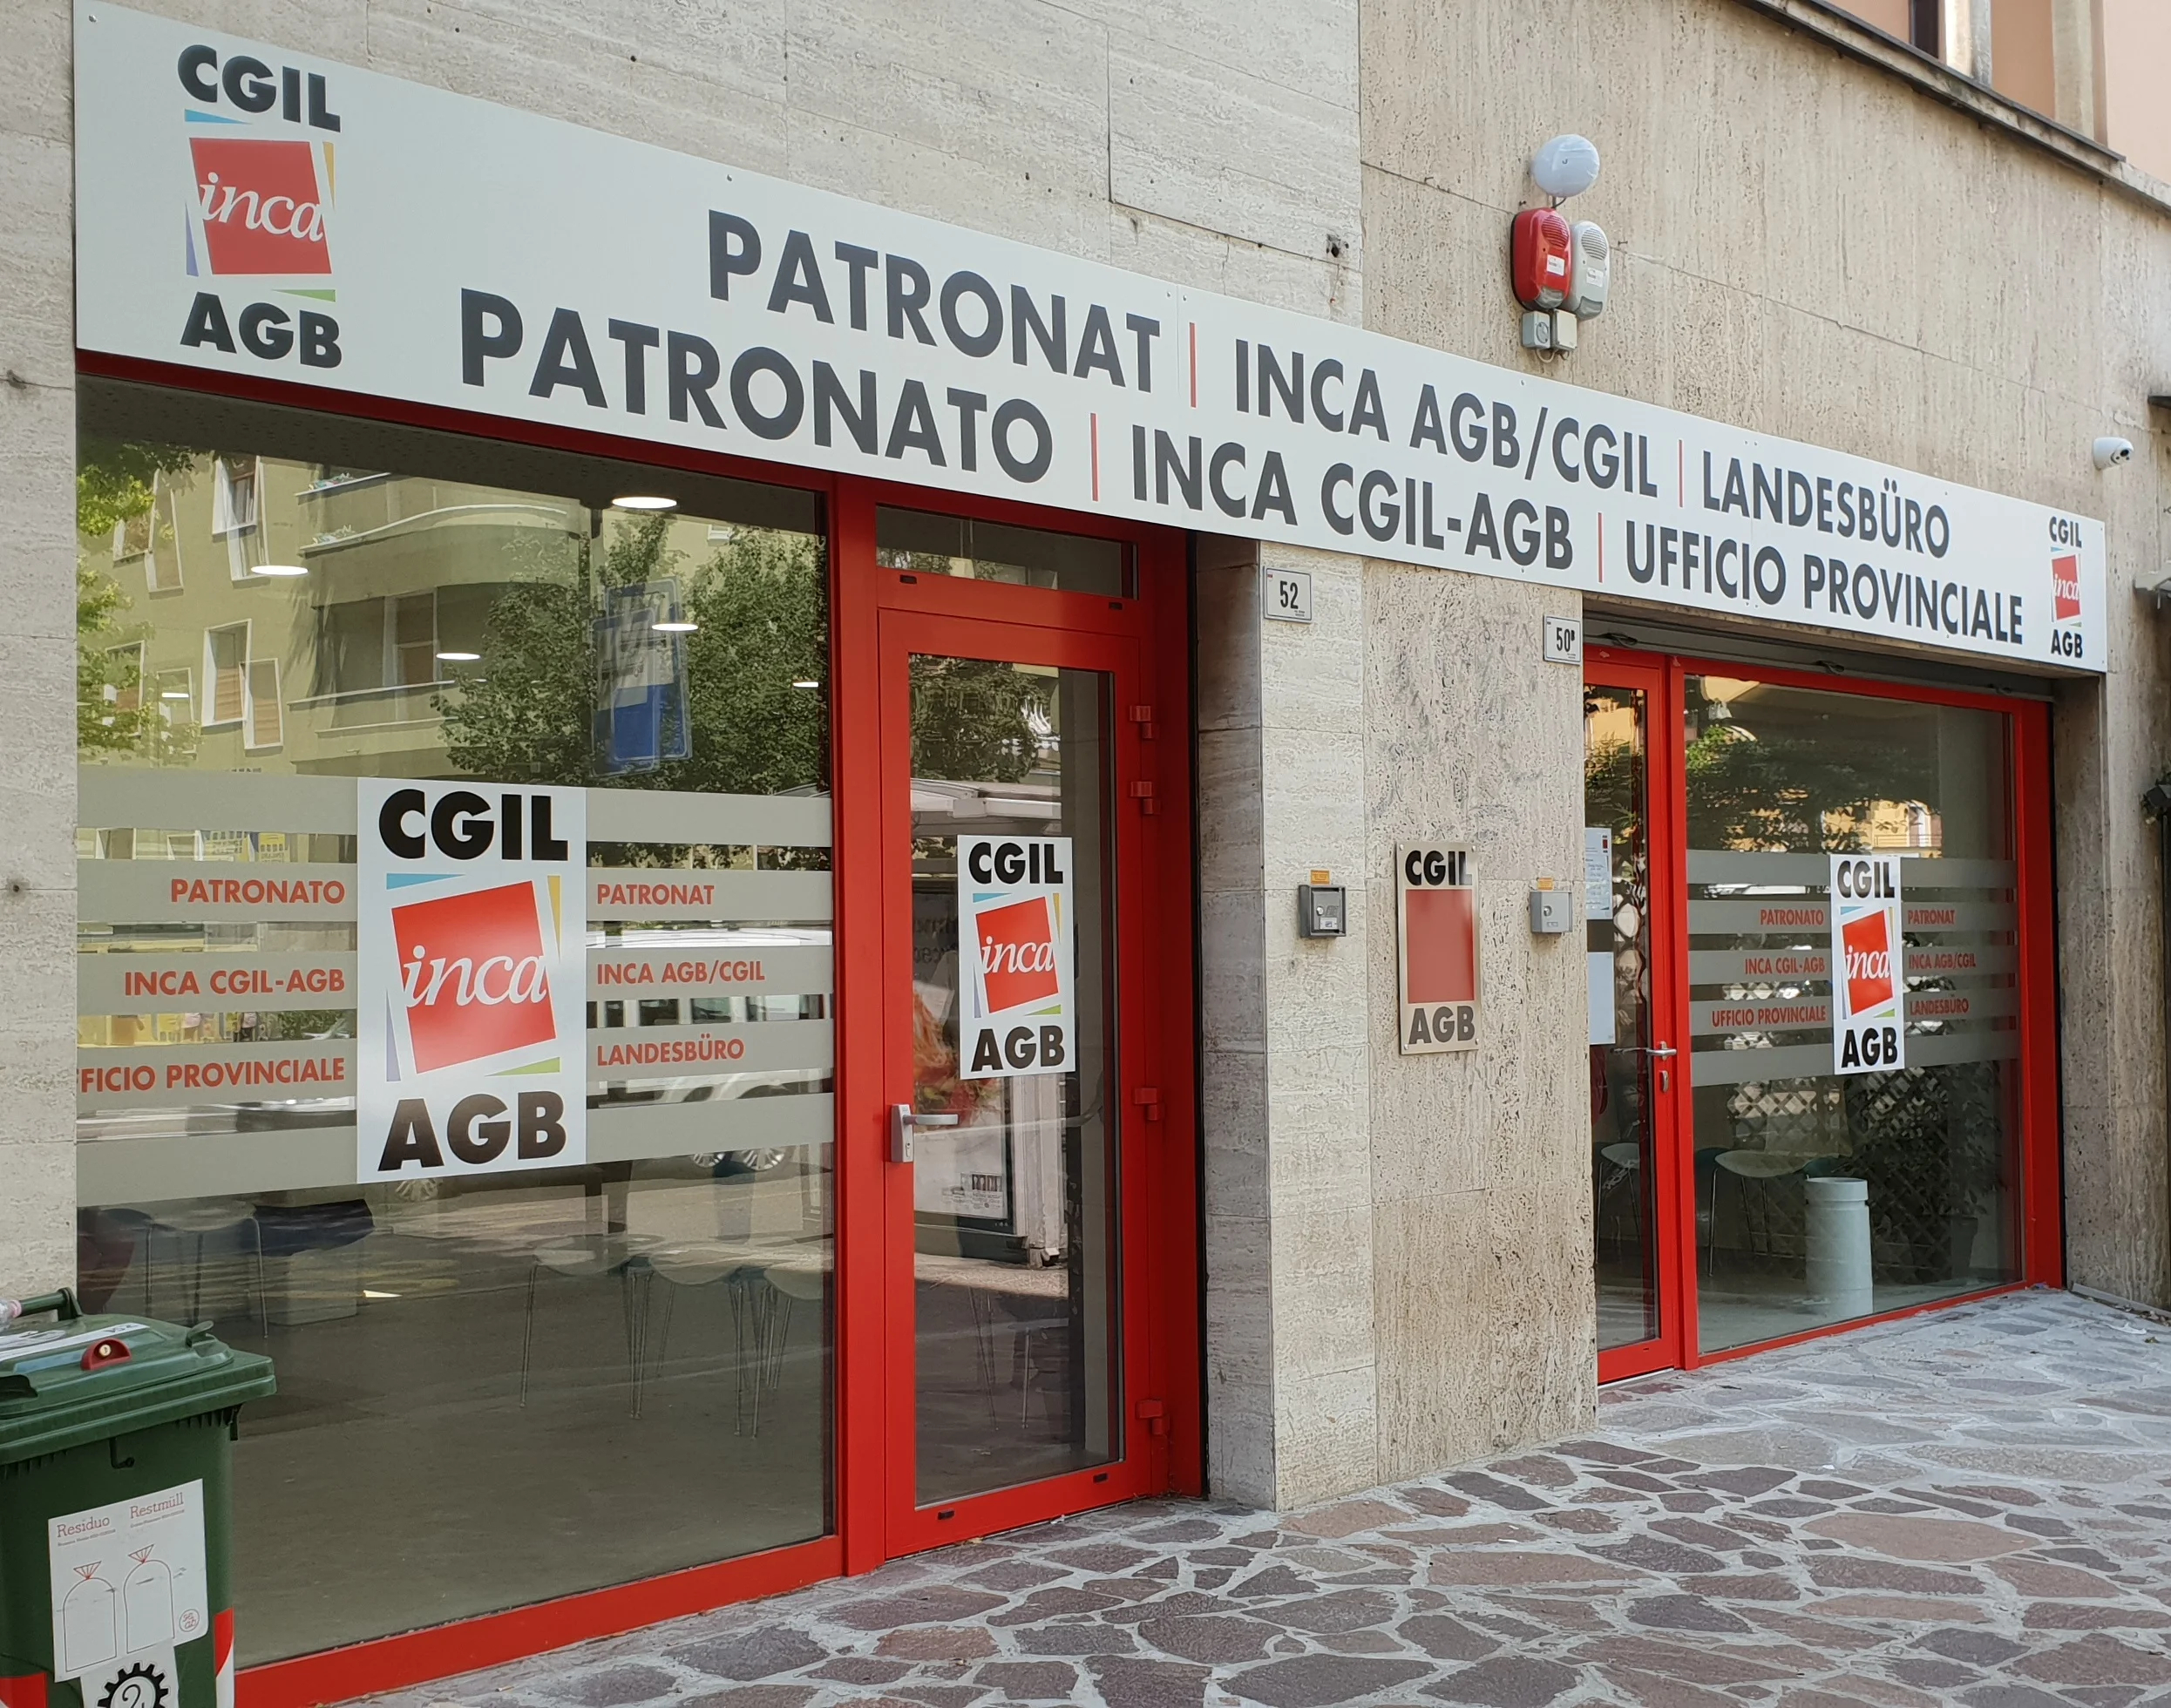 CGIL
inca
AGB
PATRONAT | INCA AGB/CGIL | LANDESBÜRO
PATRONATO | INCA CGIL-AGB | UFFICIO PROVINCIALE
CGIL
inca
AGB
52
50
PATRONATO
INCA CGIL-AGB
FFICIO PROVINCIALE
CGIL
inca
AGB
PATRONAT
INCA AGB/CGIL
LANDESBÜRO
CGIL
inca
AGB
CGIL
AGB
PATRONATO
INCA CGIL-AGB
UFFICIO PROVINCIALE
CGIL
inca
AGB
PATRONAT
INCA AGB/CGIL
LANDESBÜRO
Residuo
Restmüll